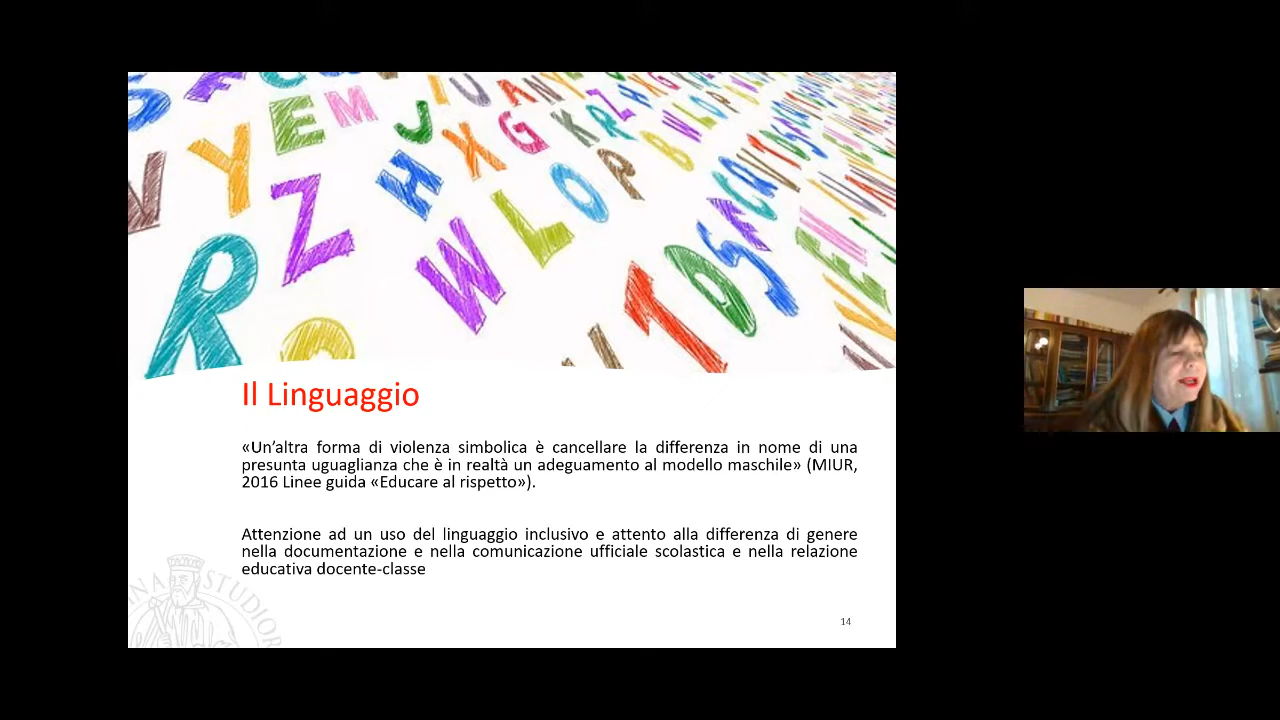 Il Linguaggio
«Un'altra forma di violenza simbolica è cancellare la differenza in nome di una
presunta uguaglianza che è in realtà un adeguamento al modello maschile» (MIUR,
2016 Linee guida «Educare al rispetto»).
Attenzione ad un uso del linguaggio inclusivo e attento alla differenza di genere
nella documentazione e nella comunicazione ufficiale scolastica e nella relazione
educativa docente-classe
14